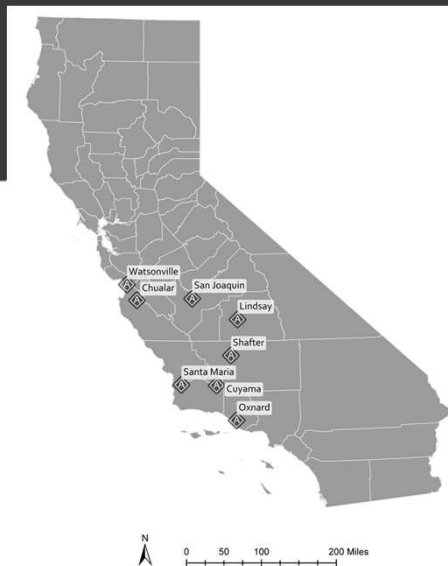 Watsonville
Chualar
San Joaquin
Lindsay
Shafter
Santa Maria
Cuyama
Oxnard
N
0 50 100 200 Miles